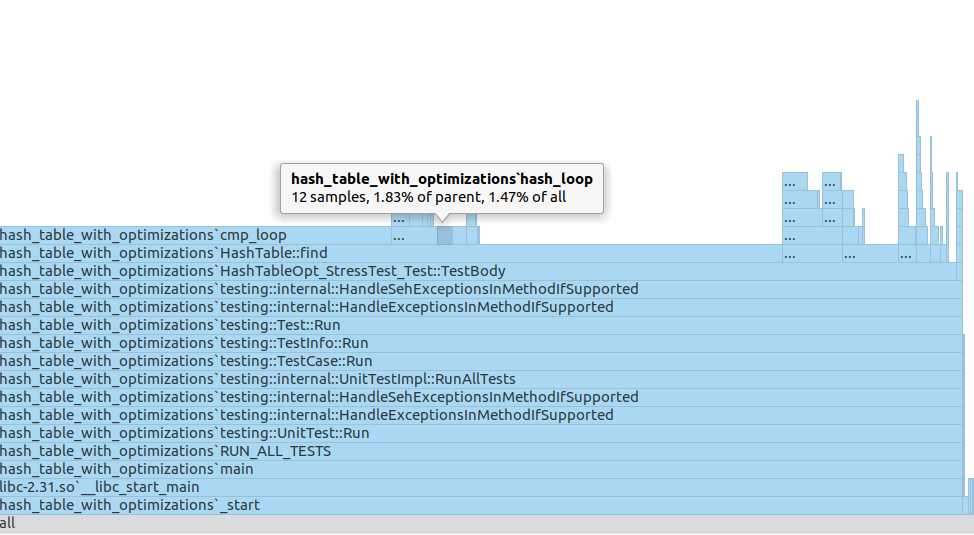 hash_table_with_optimizations`hash_loop
12 samples, 1.83% of parent, 1.47% of all
... ...
... ...
... ... ...
hash_table_with_optimizations`cmp_loop ... ...
hash_table_with_optimizations`HashTable::find ... ... ...
hash_table_with_optimizations`HashTableOpt_StressTest_Test::TestBody
hash_table_with_optimizations`testing::internal::HandleSehExceptionsInMethodIfSupported
hash_table_with_optimizations`testing::internal::HandleExceptionsInMethodIfSupported
hash_table_with_optimizations`testing::Test::Run
hash_table_with_optimizations`testing::TestInfo::Run
hash_table_with_optimizations`testing::TestCase::Run
hash_table_with_optimizations`testing::internal::UnitTestImpl::RunAllTests
hash_table_with_optimizations`testing::internal::HandleSehExceptionsInMethodIfSupported
hash_table_with_optimizations`testing::internal::HandleExceptionsInMethodIfSupported
hash_table_with_optimizations`testing::UnitTest::Run
hash_table_with_optimizations`RUN_ALL_TESTS
hash_table_with_optimizations`main
libc-2.31.so`__libc_start_main
hash_table_with_optimizations`_start
all